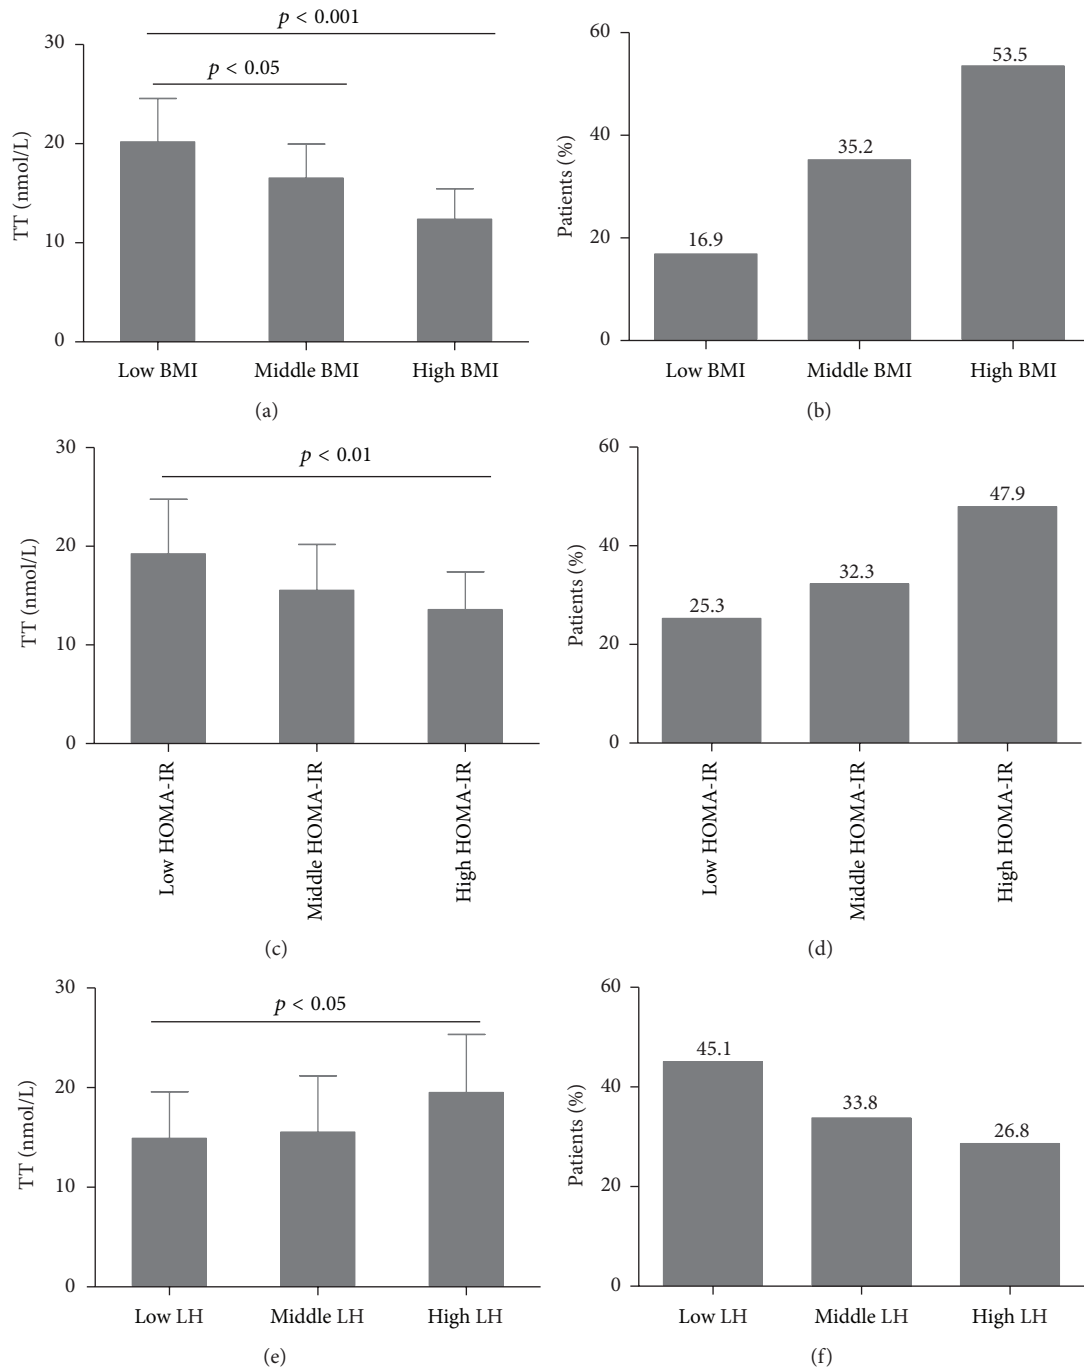 p < 0.001
p < 0.05
30
20
10
0
TT (nmol/L)
Low BMI Middle BMI High BMI
(a)
60
40
20
0
Patients (%)
16.9
35.2
53.5
Low BMI Middle BMI High BMI
(b)
p < 0.01
30
20
10
0
TT (nmol/L)
Low HOMA-IR
Middle HOMA-IR
High HOMA-IR
(c)
60
40
20
0
Patients (%)
25.3
32.3
47.9
Low HOMA-IR
Middle HOMA-IR
High HOMA-IR
(d)
p < 0.05
30
20
10
0
TT (nmol/L)
Low LH Middle LH High LH
(e)
60
40
20
0
Patients (%)
45.1
33.8
26.8
Low LH Middle LH High LH
(f)